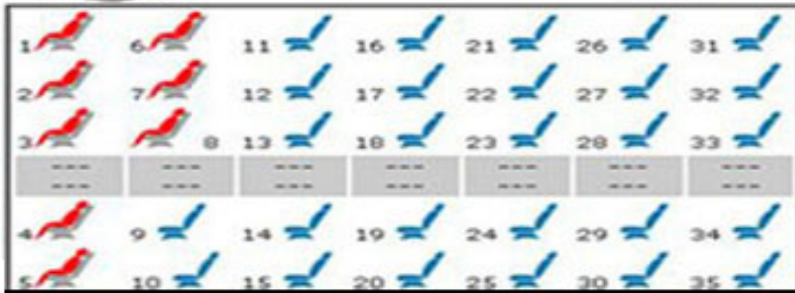 1 6 11 16 21 26 31
2 7 12 17 22 27 32
3 8 13 18 23 28 33
--- --- --- --- --- --- ---
--- --- --- --- --- --- ---
4 9 14 19 24 29 34
5 10 15 20 25 30 35